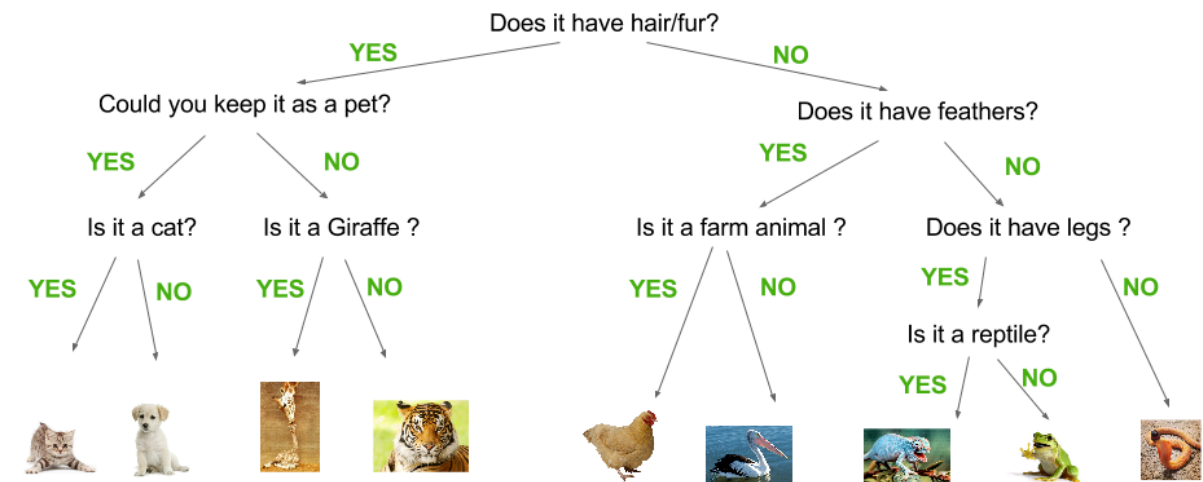 Does it have hair/fur?
YES
NO
Could you keep it as a pet?
Does it have feathers?
YES
NO
YES
NO
Is it a cat?
Is it a Giraffe ?
Is it a farm animal ?
Does it have legs ?
YES
NO
YES
NO
YES
NO
YES
NO
Is it a reptile?
YES
NO